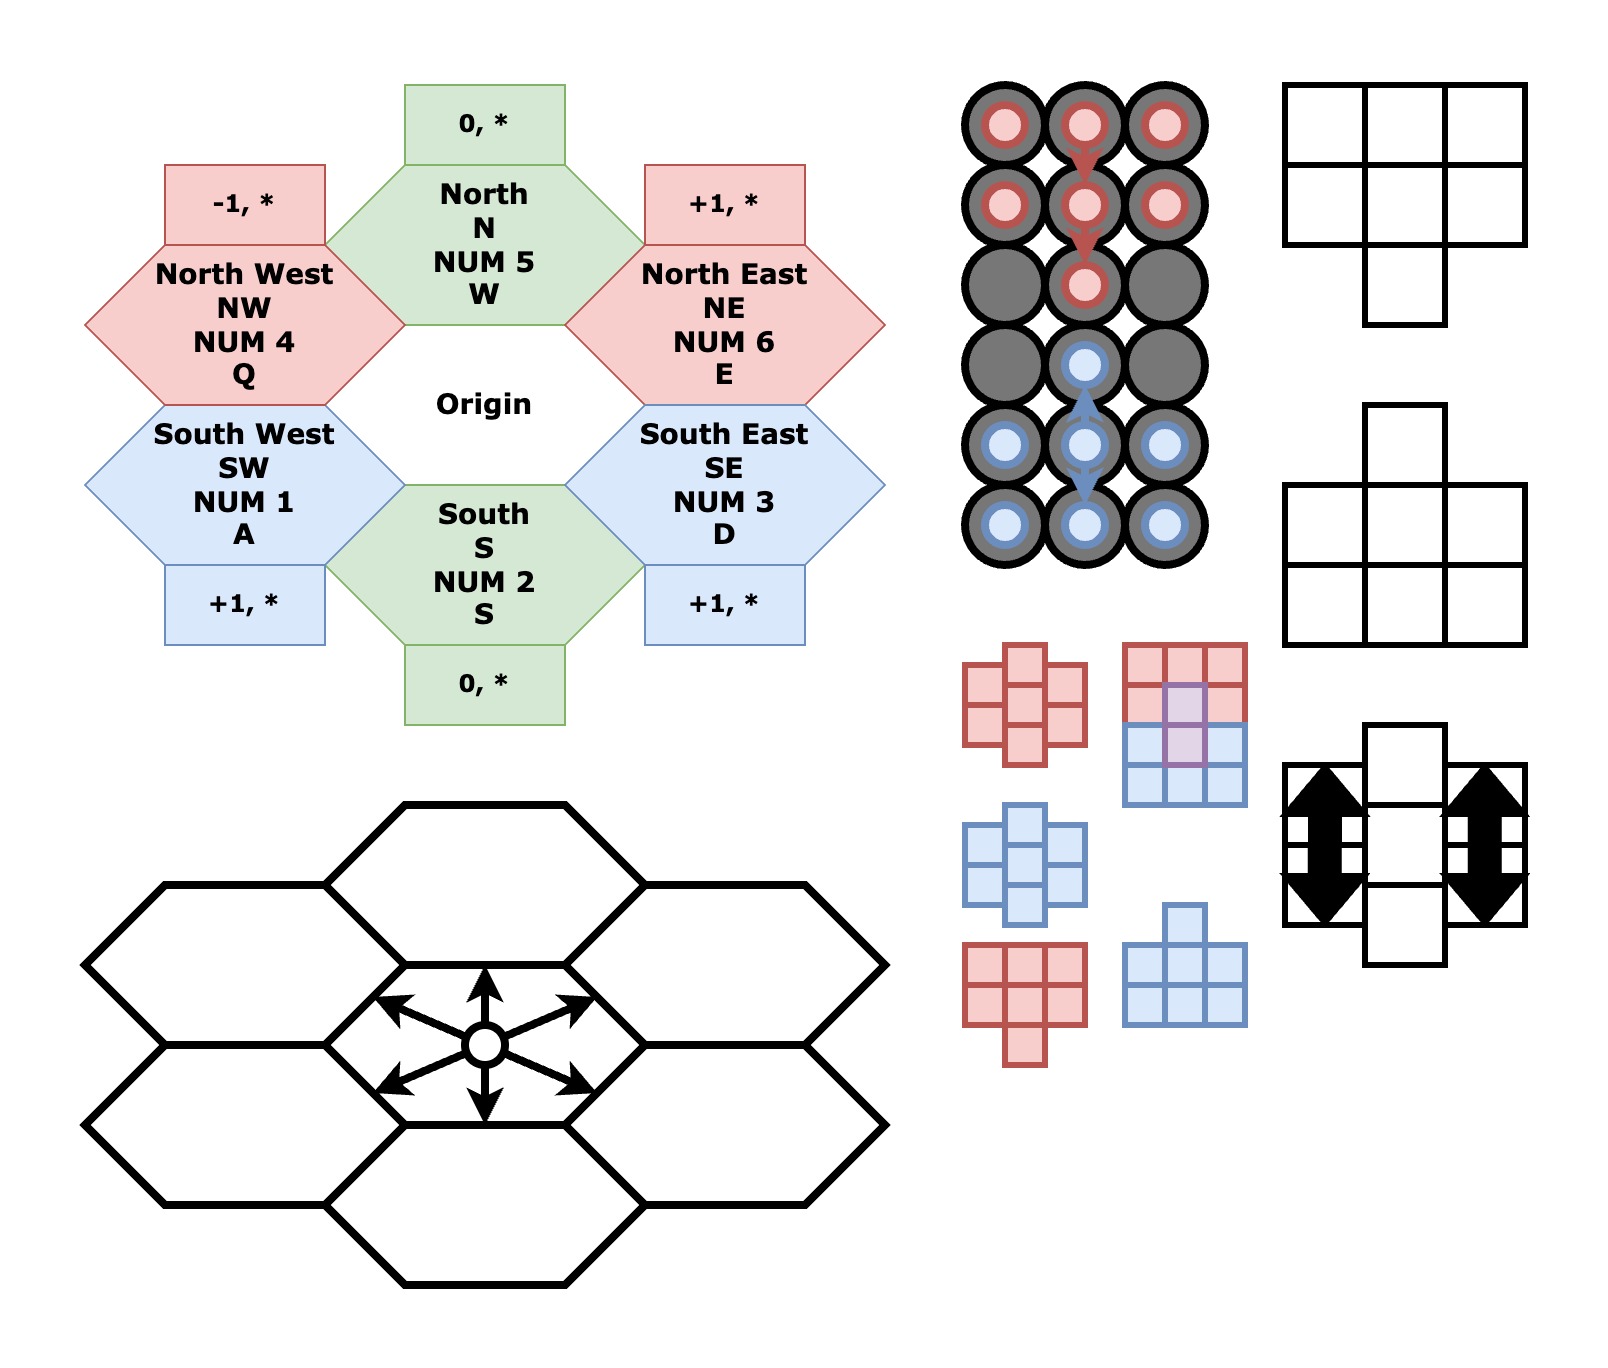 0, *
-1, *
+1, *
North
N
NUM 5
W
North West
NW
NUM 4
Q
North East
NE
NUM 6
E
Origin
South West
SW
NUM 1
A
South East
SE
NUM 3
D
South
S
NUM 2
S
+1, *
+1, *
0, *